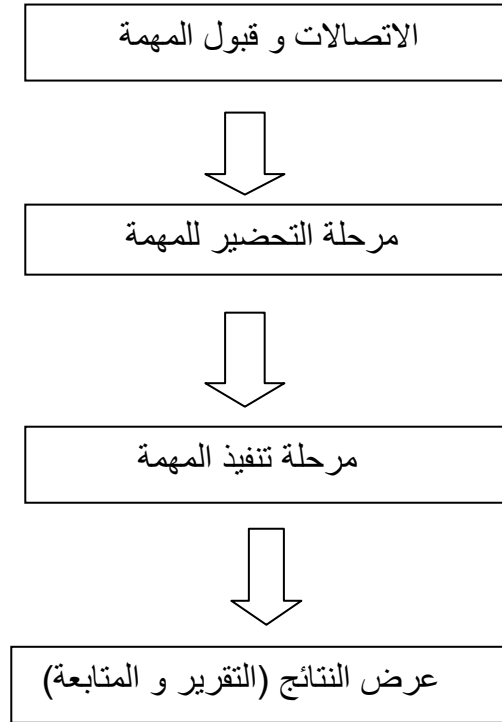 الاتصالات و قبول المهمة
مرحلة التحضير للمهمة
مرحلة تنفيذ المهمة
عرض النتائج (التقرير و المتابعة)